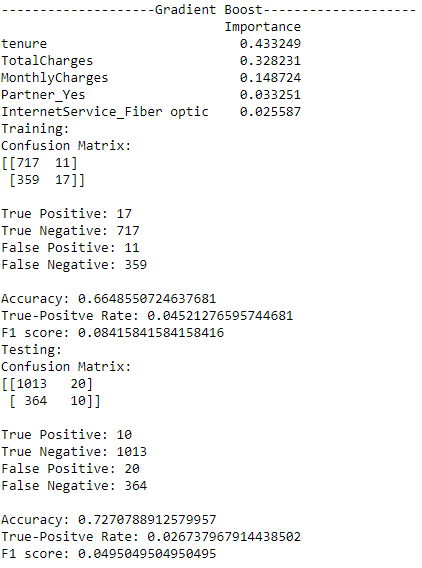 --------------------Gradient Boost--------------------
Importance
tenure 0.433249
TotalCharges 0.328231
MonthlyCharges 0.148724
Partner_Yes 0.033251
InternetService_Fiber optic 0.025587
Training:
Confusion Matrix:
[[717 11]
[359 17]]
True Positive: 17
True Negative: 717
False Positive: 11
False Negative: 359
Accuracy: 0.6648550724637681
True-Positve Rate: 0.04521276595744681
F1 score: 0.08415841584158416
Testing:
Confusion Matrix:
[[1013 20]
[ 364 10]]
True Positive: 10
True Negative: 1013
False Positive: 20
False Negative: 364
Accuracy: 0.7270788912579957
True-Positve Rate: 0.026737967914438502
F1 score: 0.0495049504950495